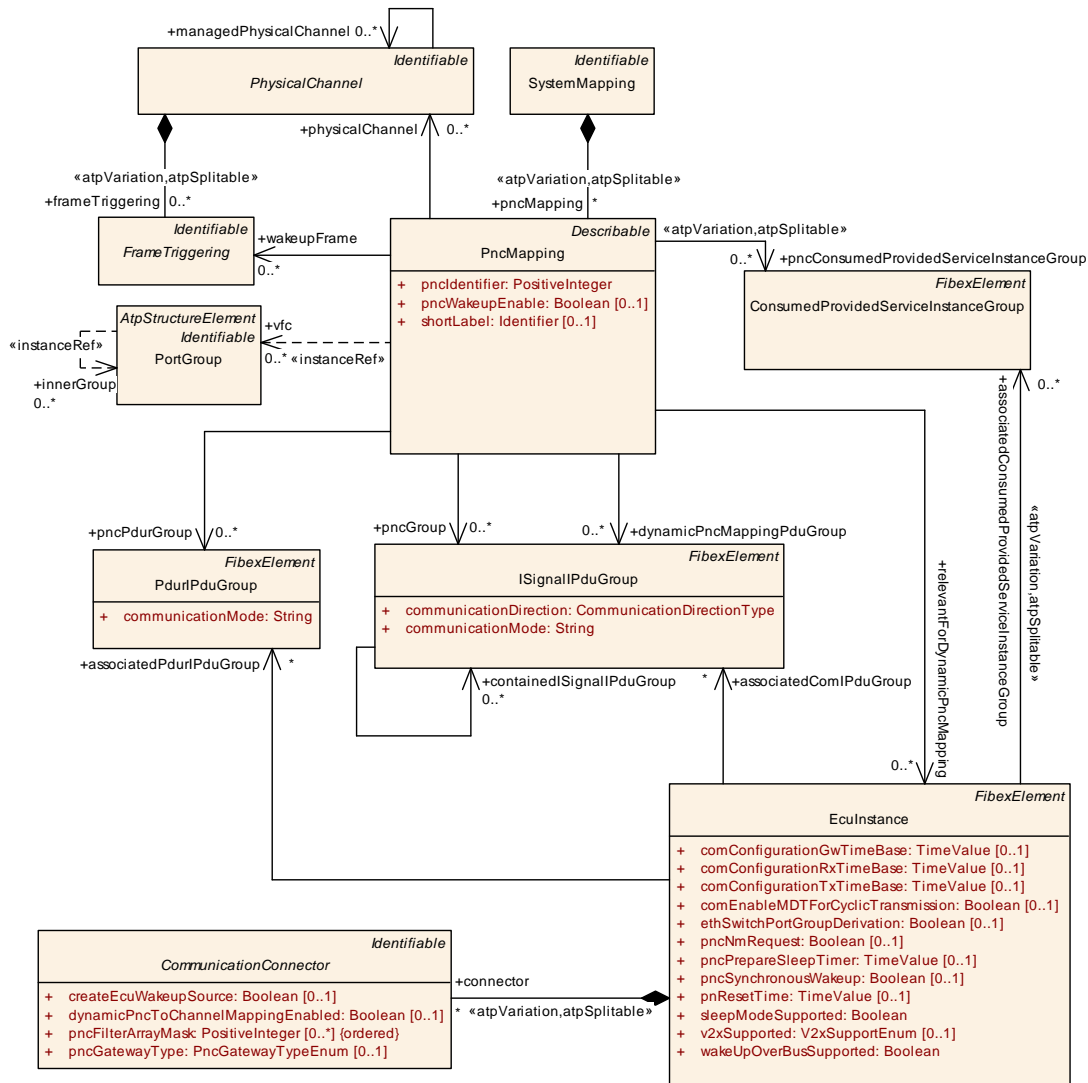 +managedPhysicalChannel 0..*
Identifiable
PhysicalChannel
Identifiable
SystemMapping
+physicalChannel 0..*
«atpVariation,atpSplitable»
+frameTriggering 0..*
«atpVariation,atpSplitable»
+pncMapping *
Identifiable
FrameTriggering
+wakeupFrame
0..*
Describable
PncMapping
+ pncIdentifier: PositiveInteger
+ pncWakeupEnable: Boolean [0..1]
+ shortLabel: Identifier [0..1]
«atpVariation,atpSplitable»
0..* +pncConsumedProvidedServiceInstanceGroup
FibexElement
ConsumedProvidedServiceInstanceGroup
AtpStructureElement
Identifiable
PortGroup
+vfc
0..* «instanceRef»
«instanceRef»
+innerGroup
0..*
0..*
+associatedConsumedProvidedServiceInstanceGroup
«atpVariation,atpSplitable»
+pncPdurGroup 0..*
+pncGroup 0..*
0..* +dynamicPncMappingPduGroup
FibexElement
PdurIPduGroup
+ communicationMode: String
FibexElement
ISignalIPduGroup
+ communicationDirection: CommunicationDirectionType
+ communicationMode: String
+relevantForDynamicPncMapping
0..*
+associatedPdurIPduGroup *
+containedISignalIPduGroup
0..*
* +associatedComIPduGroup
FibexElement
EcuInstance
+ comConfigurationGwTimeBase: TimeValue [0..1]
+ comConfigurationRxTimeBase: TimeValue [0..1]
+ comConfigurationTxTimeBase: TimeValue [0..1]
+ comEnableMDTForCyclicTransmission: Boolean [0..1]
+ ethSwitchPortGroupDerivation: Boolean [0..1]
+ pncNmRequest: Boolean [0..1]
+ pncPrepareSleepTimer: TimeValue [0..1]
+ pncSynchronousWakeup: Boolean [0..1]
+ pnResetTime: TimeValue [0..1]
+ sleepModeSupported: Boolean
+ v2xSupported: V2xSupportEnum [0..1]
+ wakeUpOverBusSupported: Boolean
Identifiable
CommunicationConnector
+ createEcuWakeupSource: Boolean [0..1]
+ dynamicPncToChannelMappingEnabled: Boolean [0..1]
+ pncFilterArrayMask: PositiveInteger [0..*] {ordered}
+ pncGatewayType: PncGatewayTypeEnum [0..1]
+connector
* «atpVariation,atpSplitable»